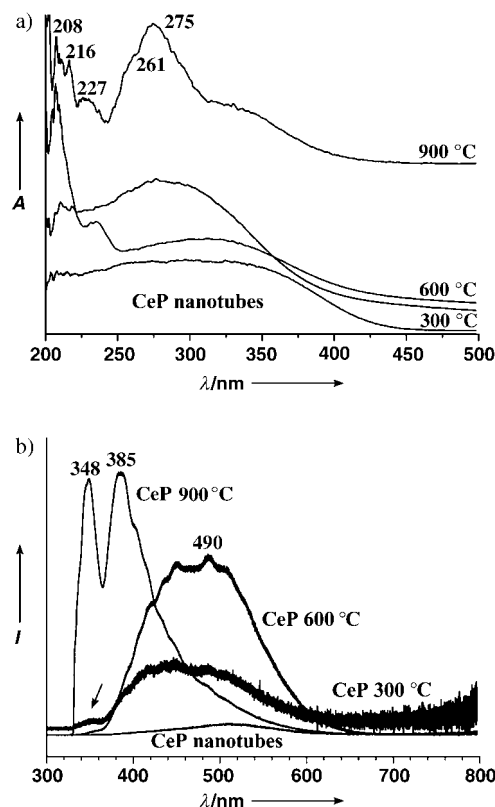 a)
208
216
227
261
275
900 °C
600 °C
300 °C
CeP nanotubes
A
200 250 300 350 400 450 500
λ/nm
b)
348
385
CeP 900 °C
490
CeP 600 °C
CeP 300 °C
CeP nanotubes
I
300 400 500 600 700 800
λ/nm